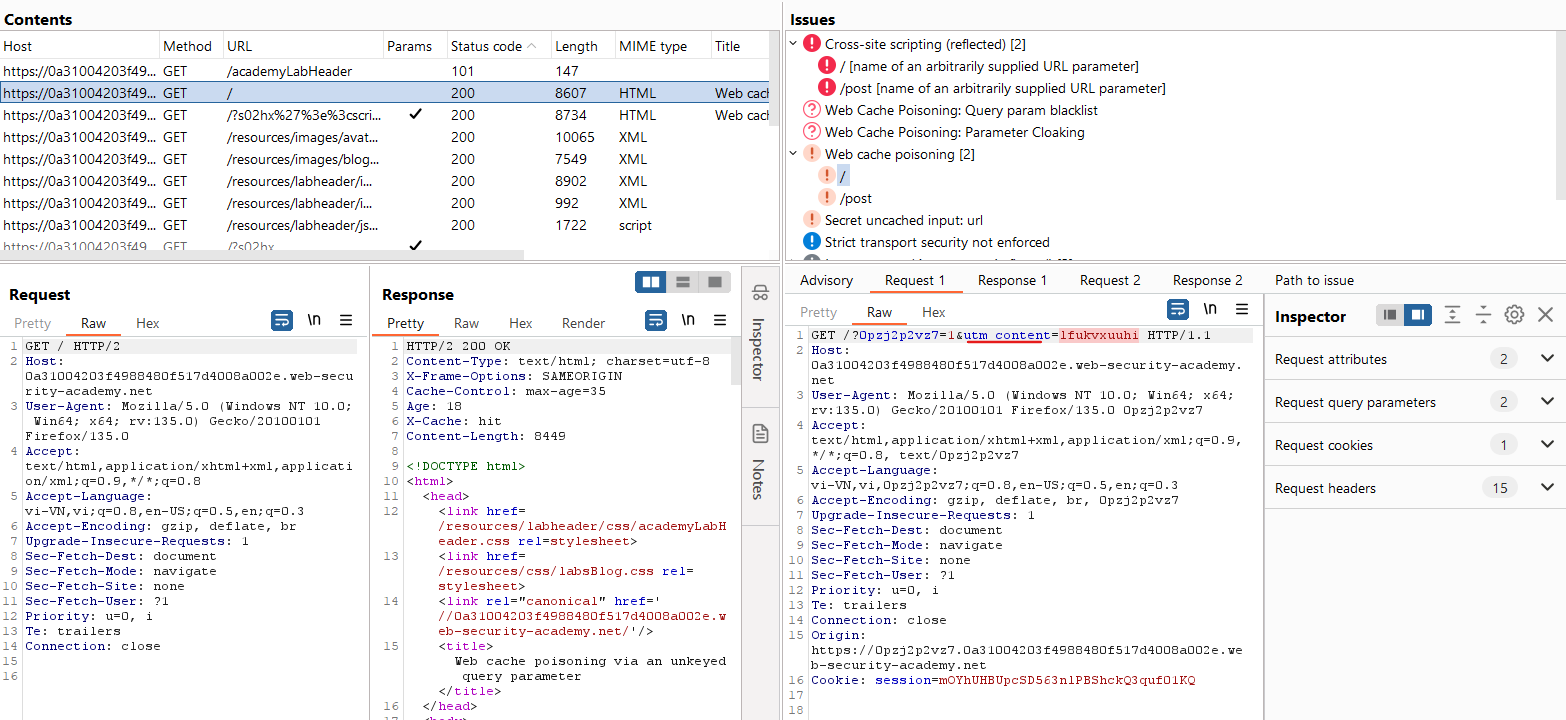 Contents
Host Method URL Params Status code Length MIME type Title
https://0a31004203f49... GET /academyLabHeader 101 147
https://0a31004203f49... GET / 200 8607 HTML Web cach
https://0a31004203f49... GET /?s02hx%27%3e%3cscri... ✓ 200 8734 HTML Web cach
https://0a31004203f49... GET /resources/images/avat... 200 10065 XML
https://0a31004203f49... GET /resources/images/blog... 200 7549 XML
https://0a31004203f49... GET /resources/labheader/i... 200 8902 XML
https://0a31004203f49... GET /resources/labheader/i... 200 992 XML
https://0a31004203f49... GET /resources/labheader/js... 200 1722 script
https://0a31004203f49 GET /?s02hx ✓
Issues
Cross-site scripting (reflected) [2]
/ [name of an arbitrarily supplied URL parameter]
/post [name of an arbitrarily supplied URL parameter]
Web Cache Poisoning: Query param blacklist
Web Cache Poisoning: Parameter Cloaking
Web cache poisoning [2]
/
/post
Secret uncached input: url
Strict transport security not enforced
Request
Pretty Raw Hex \n
1 GET / HTTP/2
2 Host:
0a31004203f4988480f517d4008a002e.web-secu
rity-academy.net
3 User-Agent: Mozilla/5.0 (Windows NT 10.0;
Win64; x64; rv:135.0) Gecko/20100101
Firefox/135.0
4 Accept:
text/html,application/xhtml+xml,applicati
on/xml;q=0.9,*/*;q=0.8
5 Accept-Language:
vi-VN,vi;q=0.8,en-US;q=0.5,en;q=0.3
6 Accept-Encoding: gzip, deflate, br
7 Upgrade-Insecure-Requests: 1
8 Sec-Fetch-Dest: document
9 Sec-Fetch-Mode: navigate
10 Sec-Fetch-Site: none
11 Sec-Fetch-User: ?1
12 Priority: u=0, i
13 Te: trailers
14 Connection: close
15
16
Response
Pretty Raw Hex Render \n
1 HTTP/2 200 OK
2 Content-Type: text/html; charset=utf-8
3 X-Frame-Options: SAMEORIGIN
4 Cache-Control: max-age=35
5 Age: 18
6 X-Cache: hit
7 Content-Length: 8449
8
9 <!DOCTYPE html>
10 <html>
11 <head>
12 <link href=
/resources/labheader/css/academyLabH
eader.css rel=stylesheet>
13 <link href=
/resources/css/labsBlog.css rel=
stylesheet>
14 <link rel="canonical" href='
//0a31004203f4988480f517d4008a002e.w
eb-security-academy.net/'/>
15 <title>
Web cache poisoning via an unkeyed
query parameter
</title>
16 </head>
17 <body>
Inspector
Notes
Advisory Request 1 Response 1 Request 2 Response 2 Path to issue
Pretty Raw Hex \n
1 GET /?0pzj2p2vz7=1&utm_content=lfukvxuuhi HTTP/1.1
2 Host:
0a31004203f4988480f517d4008a002e.web-security-academy.
net
3 User-Agent: Mozilla/5.0 (Windows NT 10.0; Win64; x64;
rv:135.0) Gecko/20100101 Firefox/135.0 0pzj2p2vz7
4 Accept:
text/html,application/xhtml+xml,application/xml;q=0.9,
*/*;q=0.8, text/0pzj2p2vz7
5 Accept-Language:
vi-VN,vi,0pzj2p2vz7;q=0.8,en-US;q=0.5,en;q=0.3
6 Accept-Encoding: gzip, deflate, br, 0pzj2p2vz7
7 Upgrade-Insecure-Requests: 1
8 Sec-Fetch-Dest: document
9 Sec-Fetch-Mode: navigate
10 Sec-Fetch-Site: none
11 Sec-Fetch-User: ?1
12 Priority: u=0, i
13 Te: trailers
14 Connection: close
15 Origin:
https://0pzj2p2vz7.0a31004203f4988480f517d4008a002e.we
b-security-academy.net
16 Cookie: session=mOYhUHBUpcSD563nlPBShckQ3quf01KQ
17
18
Inspector
Request attributes 2
Request query parameters 2
Request cookies 1
Request headers 15